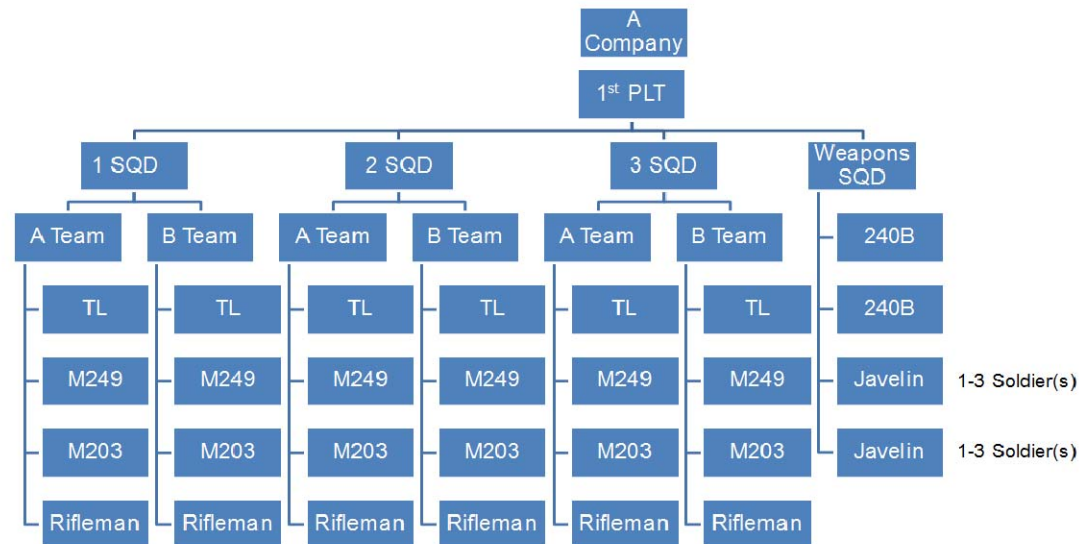 A
Company
1st PLT
1 SQD
2 SQD
3 SQD
Weapons
SQD
A Team
B Team
A Team
B Team
A Team
B Team
240B
TL
TL
TL
TL
TL
TL
240B
M249
M249
M249
M249
M249
M249
Javelin
1-3 Soldier(s)
M203
M203
M203
M203
M203
M203
Javelin
1-3 Soldier(s)
Rifleman
Rifleman
Rifleman
Rifleman
Rifleman
Rifleman